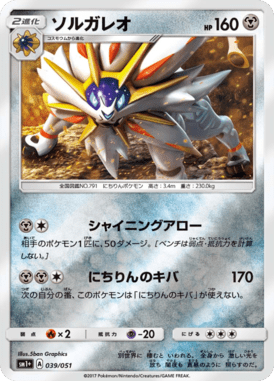 2進化
ソルガレオ
HP 160
コスモウムから進化
全国図鑑NO.791 にちりんポケモン 高さ：3.4m 重さ：230.0kg
シャイニングアロー
相手のポケモン1匹に、50ダメージ。[ベンチは弱点・抵抗力を計算
しない。]
にちりんのキバ 170
次の自分の番、このポケモンは「にちりんのキバ」が使えない。
弱点 ×2 抵抗力 -20 にげる
Illus.5ban Graphics
SM1+ A 039/051
©2017 Pokémon/Nintendo/Creatures/GAME FREAK.